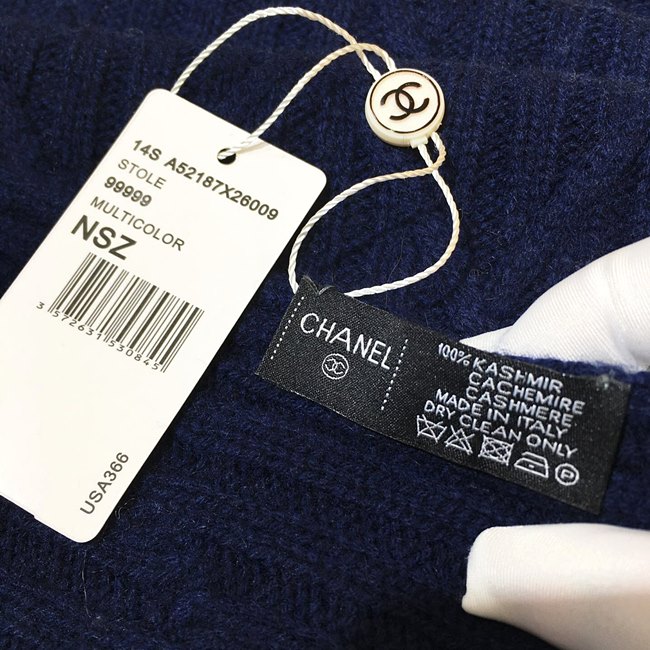 14S A52187X26009
STOLE
99999
MULTICOLOR
NSZ
3 572631 530845
USA366
CHANEL
100% KASHMIR
CACHEMIRE
CASHMERE
MADE IN ITALY
DRY CLEAN ONLY
P